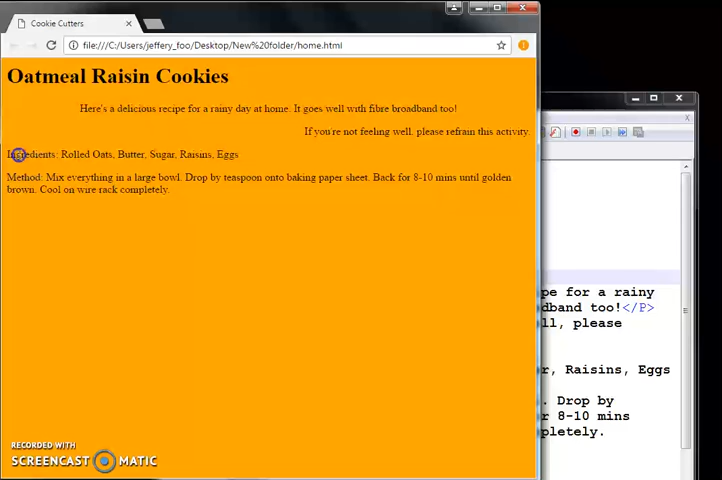 Cookie Cutters
file:///C:/Users/jeffery_foo/Desktop/New%20folder/home.html
Oatmeal Raisin Cookies
Here's a delicious recipe for a rainy day at home. It goes well with fibre broadband too!
If you're not feeling well, please refrain this activity.
Ingredients: Rolled Oats, Butter, Sugar, Raisins, Eggs
Method: Mix everything in a large bowl. Drop by teaspoon onto baking paper sheet. Back for 8-10 mins until golden
brown. Cool on wire rack completely.
pe for a rainy
dband too!</P>
ll, please
r, Raisins, Eggs
. Drop by
r 8-10 mins
pletely.
RECORDED WITH
SCREENCAST MATIC